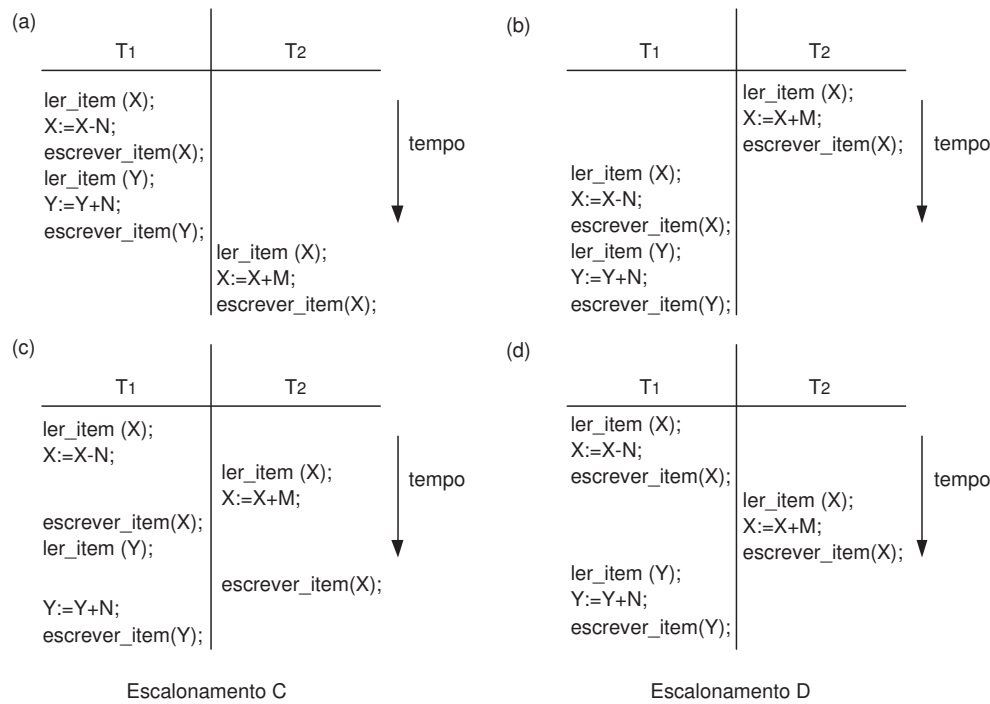 (a)
T1 T2
ler_item (X);
X:=X-N;
escrever_item(X);
ler_item (Y);
Y:=Y+N;
escrever_item(Y);
ler_item (X);
X:=X+M;
escrever_item(X);
tempo
(b)
T1 T2
ler_item (X);
X:=X+M;
escrever_item(X);
ler_item (X);
X:=X-N;
escrever_item(X);
ler_item (Y);
Y:=Y+N;
escrever_item(Y);
tempo
(c)
T1 T2
ler_item (X);
X:=X-N;
ler_item (X);
X:=X+M;
escrever_item(X);
ler_item (Y);
escrever_item(X);
Y:=Y+N;
escrever_item(Y);
tempo
Escalonamento C
(d)
T1 T2
ler_item (X);
X:=X-N;
escrever_item(X);
ler_item (X);
X:=X+M;
escrever_item(X);
ler_item (Y);
Y:=Y+N;
escrever_item(Y);
tempo
Escalonamento D